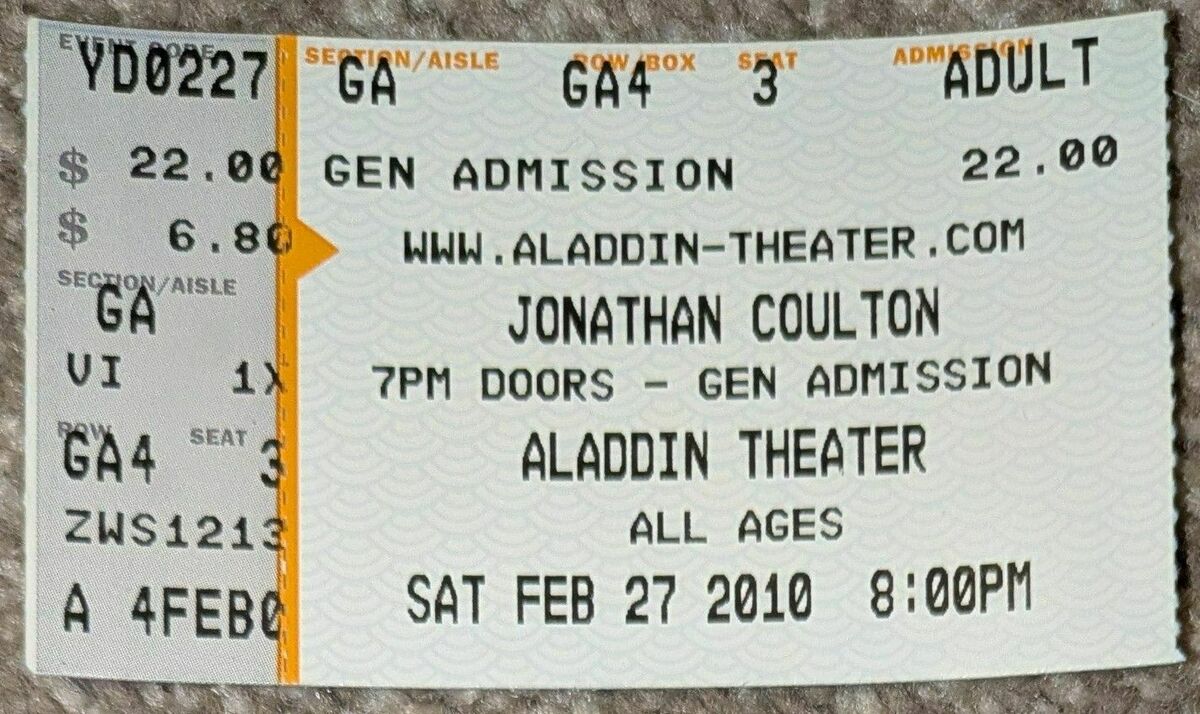 EVENT CODE
YD0227
$ 22.00
$ 6.80
SECTION/AISLE
GA
VI 1X
ROW SEAT
GA4 3
ZWS1213
A 4FEB0
SECTION/AISLE ROW/BOX SEAT ADMISSION
GA GA4 3 ADULT
GEN ADMISSION 22.00
WWW.ALADDIN-THEATER.COM
JONATHAN COULTON
7PM DOORS - GEN ADMISSION
ALADDIN THEATER
ALL AGES
SAT FEB 27 2010 8:00PM